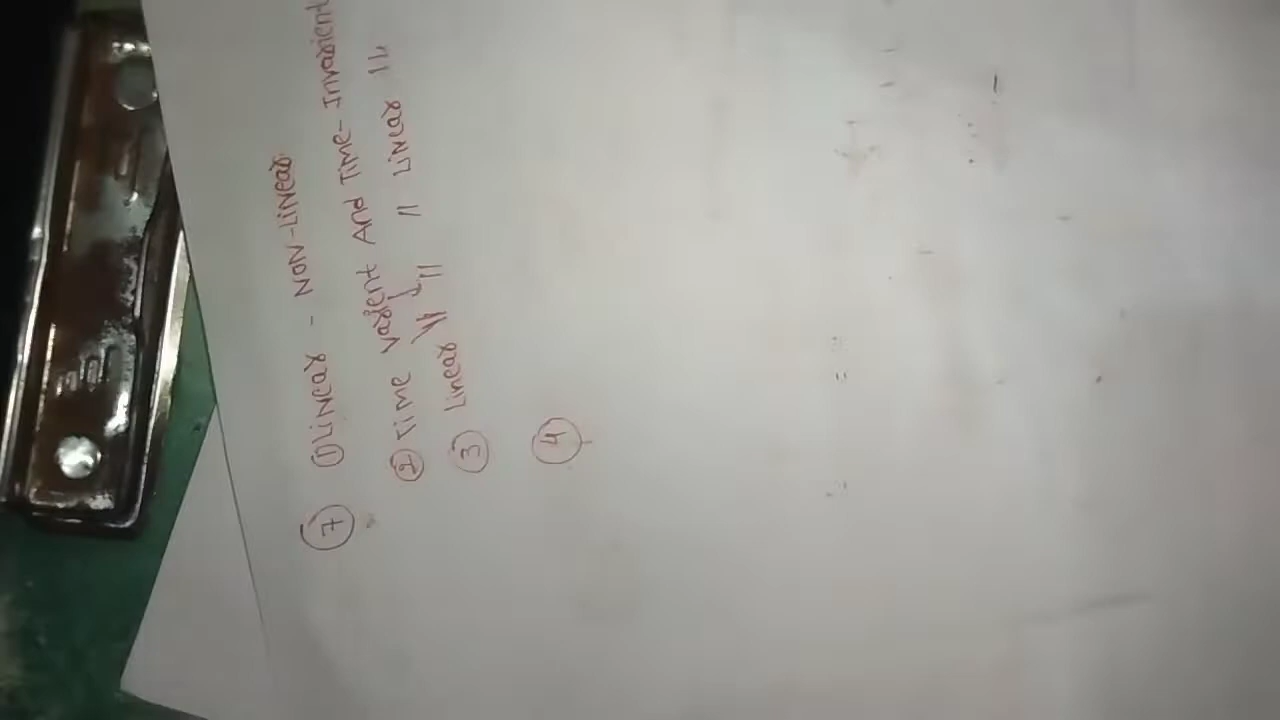 7 ① Linear - Non-Linear
② Time Varient And Time-Invarient
③ Linear " " " Linear "
④